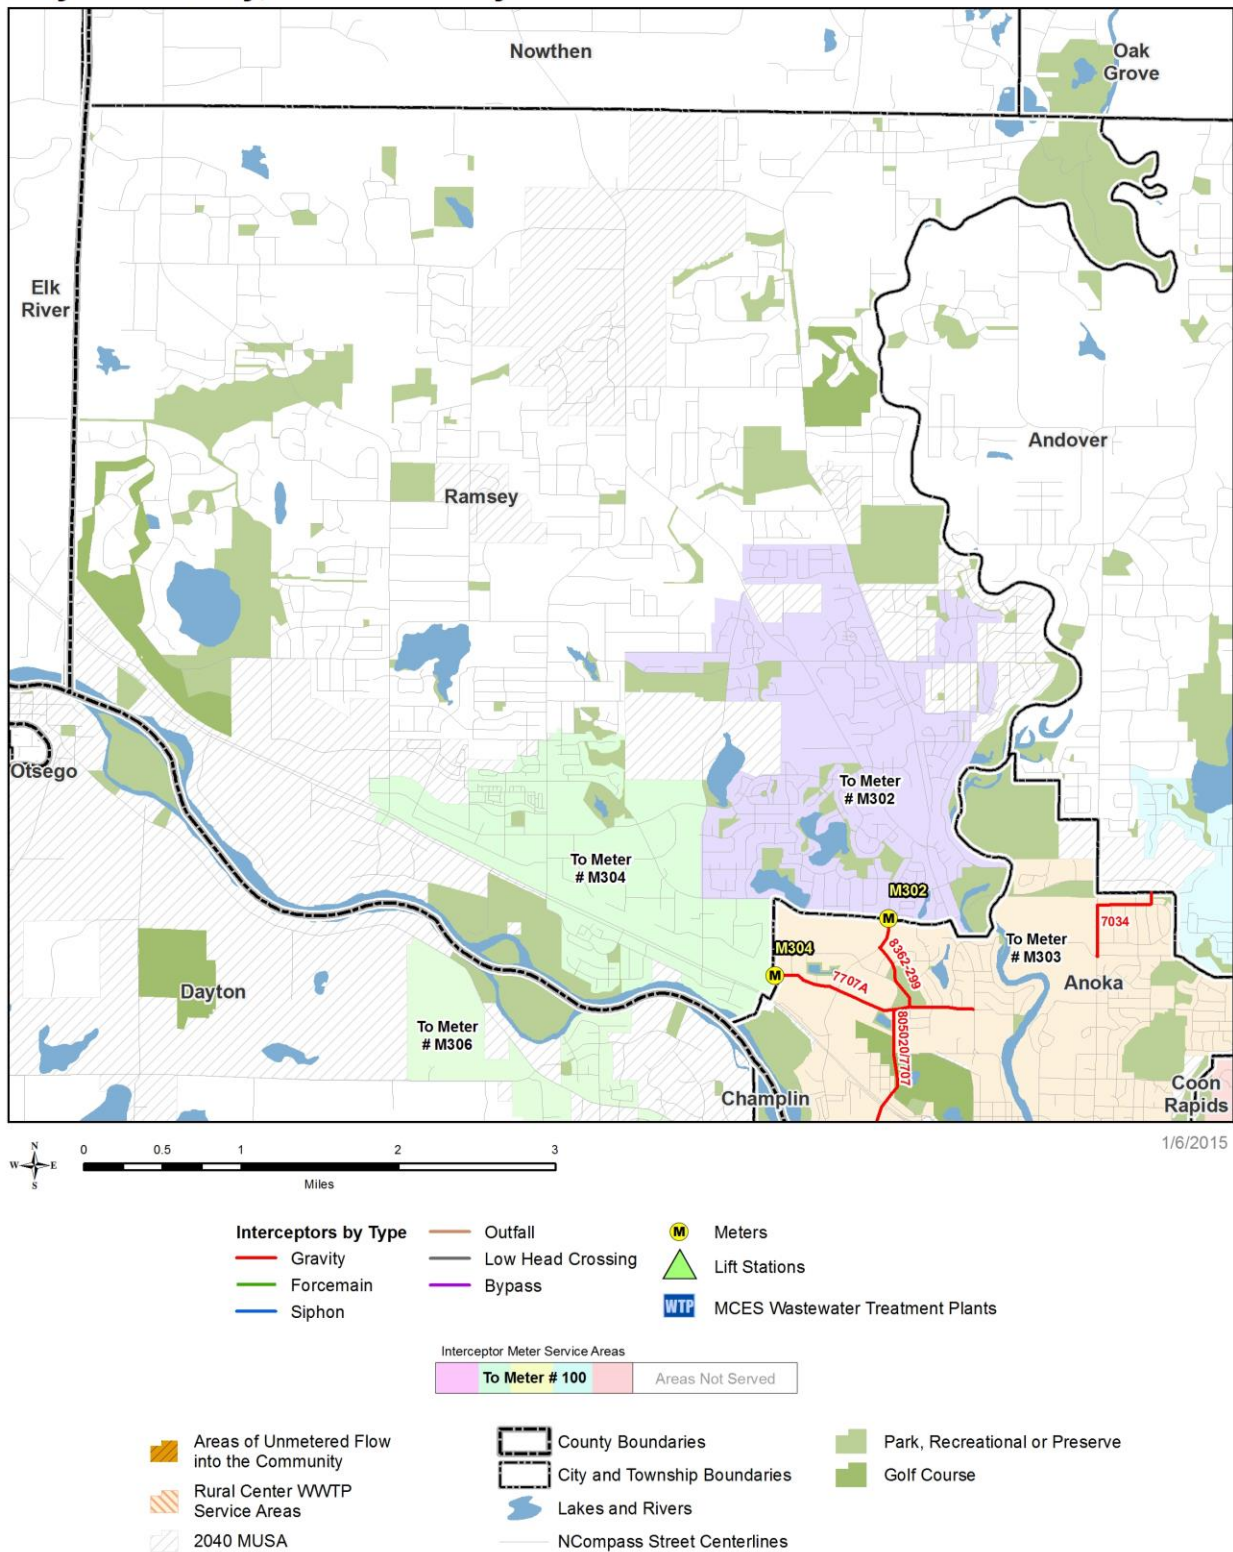 Nowthen
Oak
Grove
Elk
River
Andover
Ramsey
Otsego
To Meter
# M302
To Meter
# M304
M302
M304
7034
To Meter
# M303
8362-299
7707A
Anoka
Dayton
To Meter
# M306
805020/7707
Champlin
Coon
Rapids
1/6/2015
N
W E
S
0 0.5 1 2 3
Miles
Interceptors by Type
Gravity
Forcemain
Siphon
Outfall
Low Head Crossing
Bypass
M Meters
Lift Stations
WTP MCES Wastewater Treatment Plants
Interceptor Meter Service Areas
To Meter # 100 Areas Not Served
Areas of Unmetered Flow
into the Community
Rural Center WWTP
Service Areas
2040 MUSA
County Boundaries
City and Township Boundaries
Lakes and Rivers
NCompass Street Centerlines
Park, Recreational or Preserve
Golf Course